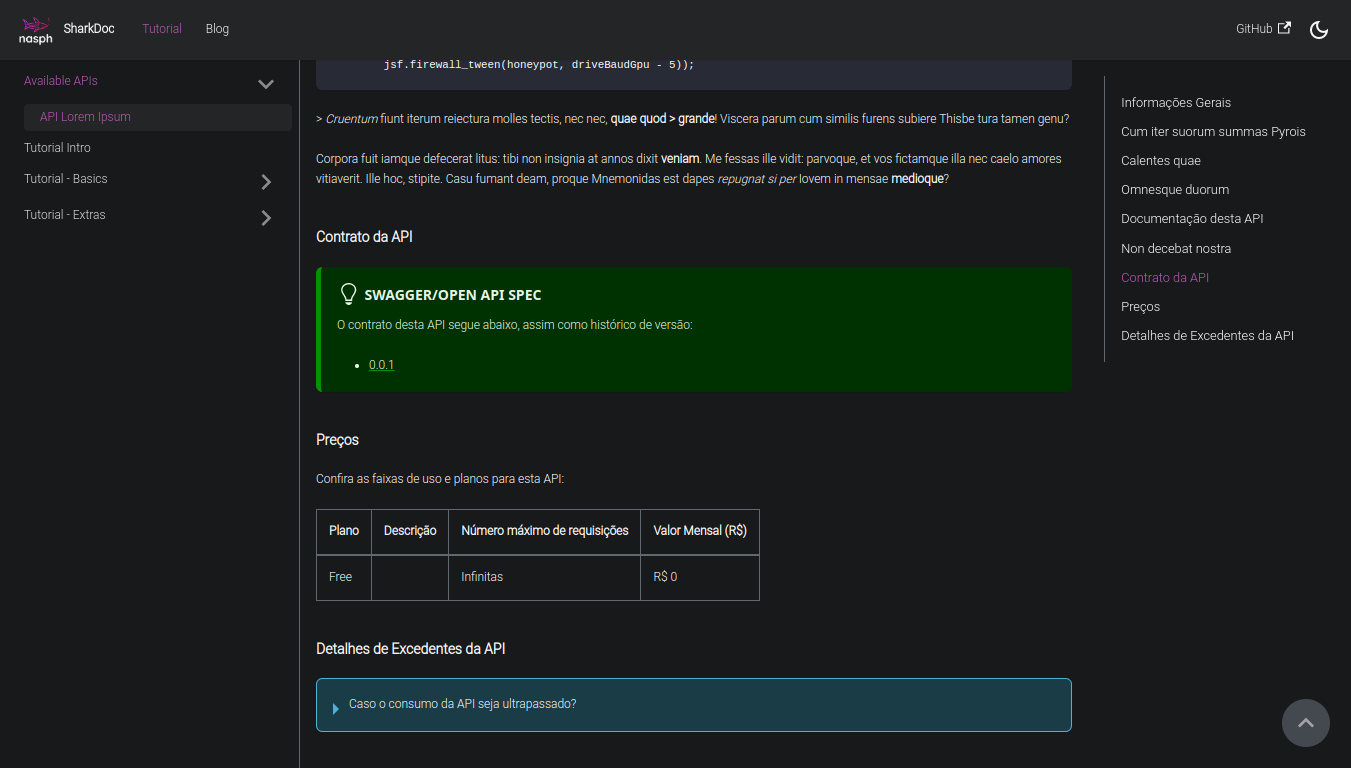 nasph
SharkDoc
Tutorial
Blog
GitHub
Available APIs
API Lorem Ipsum
Tutorial Intro
Tutorial - Basics
Tutorial - Extras
jsf.firewall_tween(honeypot, driveBaudGpu - 5));
> Cruentum fiunt iterum reiectura molles tectis, nec nec, quae quod > grande! Viscera parum cum similis furens subiere Thisbe tura tamen genu?
Corpora fuit iamque defecerat litus: tibi non insignia at annos dixit veniam. Me fessas ille vidit: parvoque, et vos fictamque illa nec caelo amores
vitiaverit. Ille hoc, stipite. Casu fumant deam, proque Mnemonidas est dapes repugnat si per Iovem in mensae medioque?
Contrato da API
SWAGGER/OPEN API SPEC
O contrato desta API segue abaixo, assim como histórico de versão:
• 0.0.1
Preços
Confira as faixas de uso e planos para esta API:
Plano Descrição Número máximo de requisições Valor Mensal (R$)
Free Infinitas R$ 0
Detalhes de Excedentes da API
Caso o consumo da API seja ultrapassado?
Informações Gerais
Cum iter suorum summas Pyrois
Calentes quae
Omnesque duorum
Documentação desta API
Non decebat nostra
Contrato da API
Preços
Detalhes de Excedentes da API